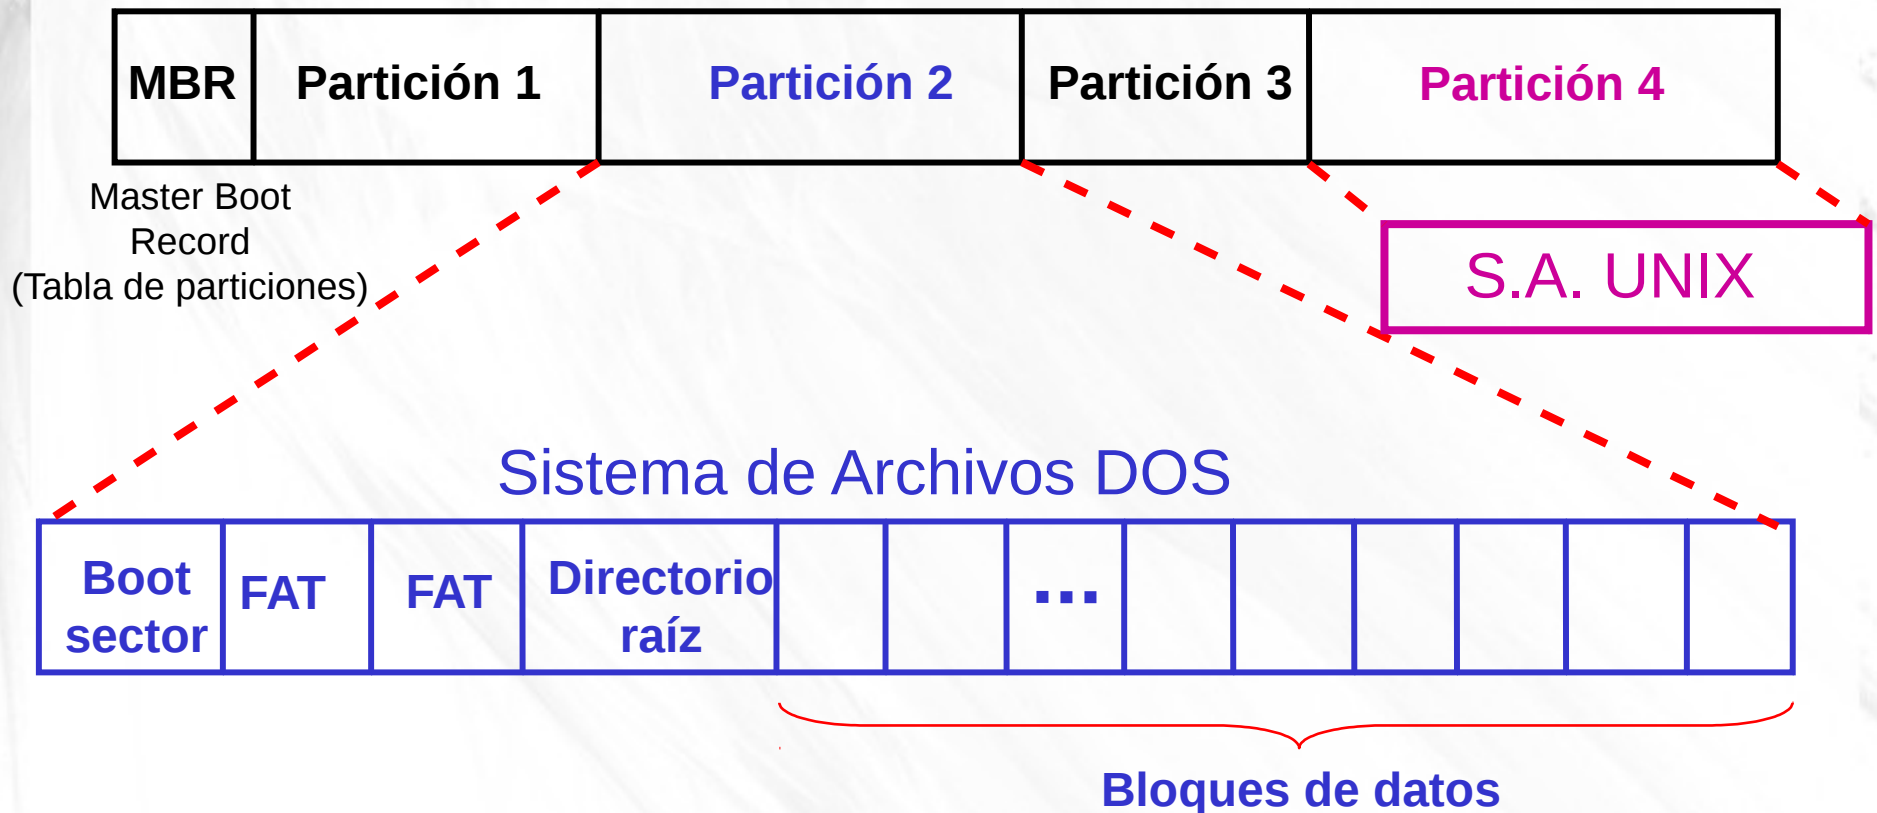 MBR
Partición 1
Partición 2
Partición 3
Partición 4
Master Boot
Record
(Tabla de particiones)
S.A. UNIX
Sistema de Archivos DOS
Boot
sector
FAT
FAT
Directorio
raíz
...
Bloques de datos